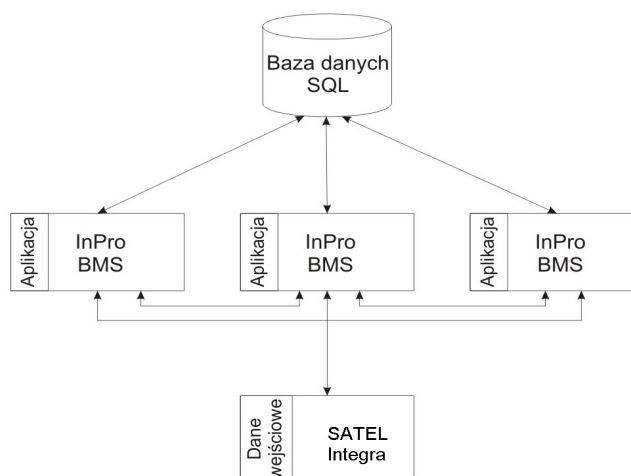 Baza danych
SQL
Aplikacja
InPro
BMS
Aplikacja
InPro
BMS
Aplikacja
InPro
BMS
Dane
wejściowe
SATEL
Integra